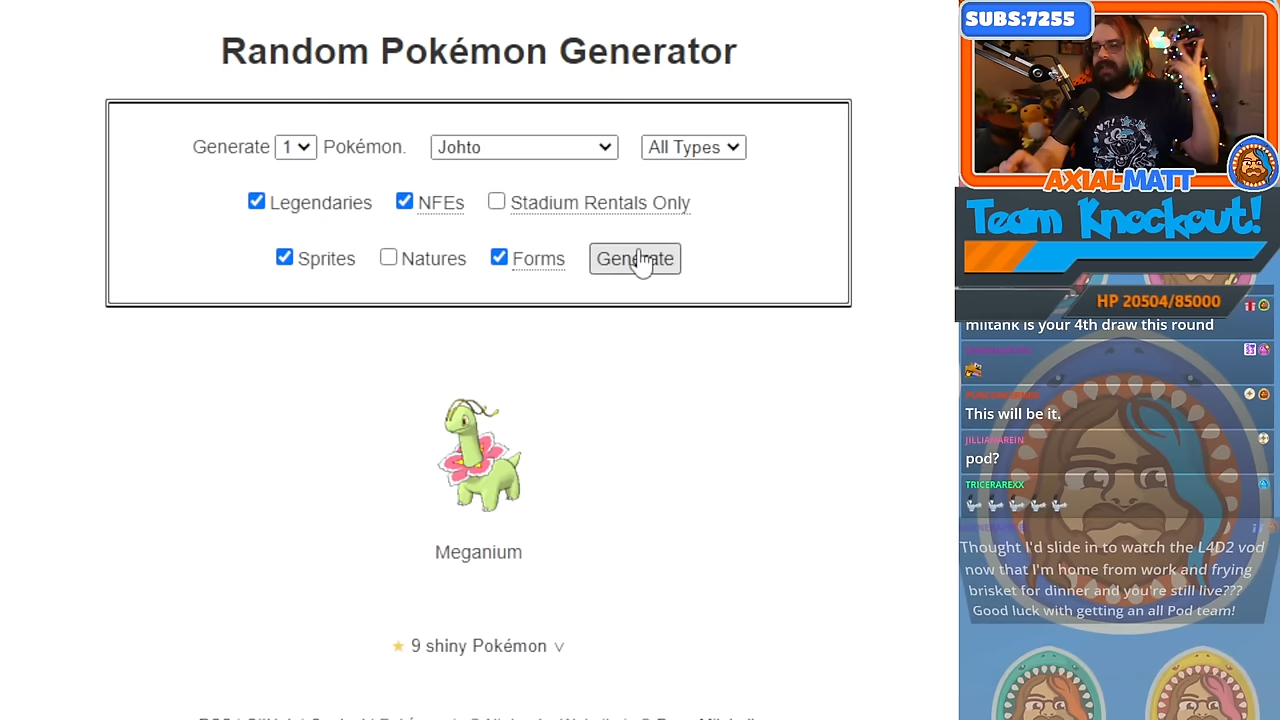 Random Pokémon Generator
Generate 1 Pokémon. Johto All Types
Legendaries NFEs Stadium Rentals Only
Sprites Natures Forms Generate
Meganium
9 shiny Pokémon
SUBS:7255
AXIALMATT
Team Knockout!
HP 20504/85000
miltank is your 4th draw this round
This will be it.
JILLIANAREIN
pod?
TRICERAREXX
Thought I'd slide in to watch the L4D2 vod
now that I'm home from work and frying
brisket for dinner and you're still live???
Good luck with getting an all Pod team!